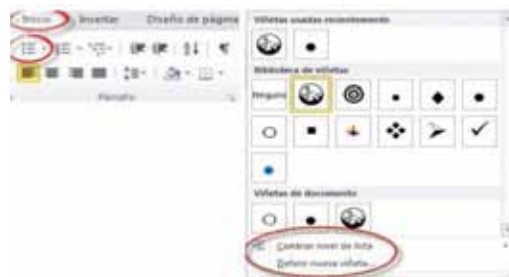 Inicio Insertar Diseño de página
Párrafo
Viñetas usadas recientemente
Biblioteca de viñetas
Ninguno
Viñetas de documento
Cambiar nivel de lista
Definir nueva viñeta...